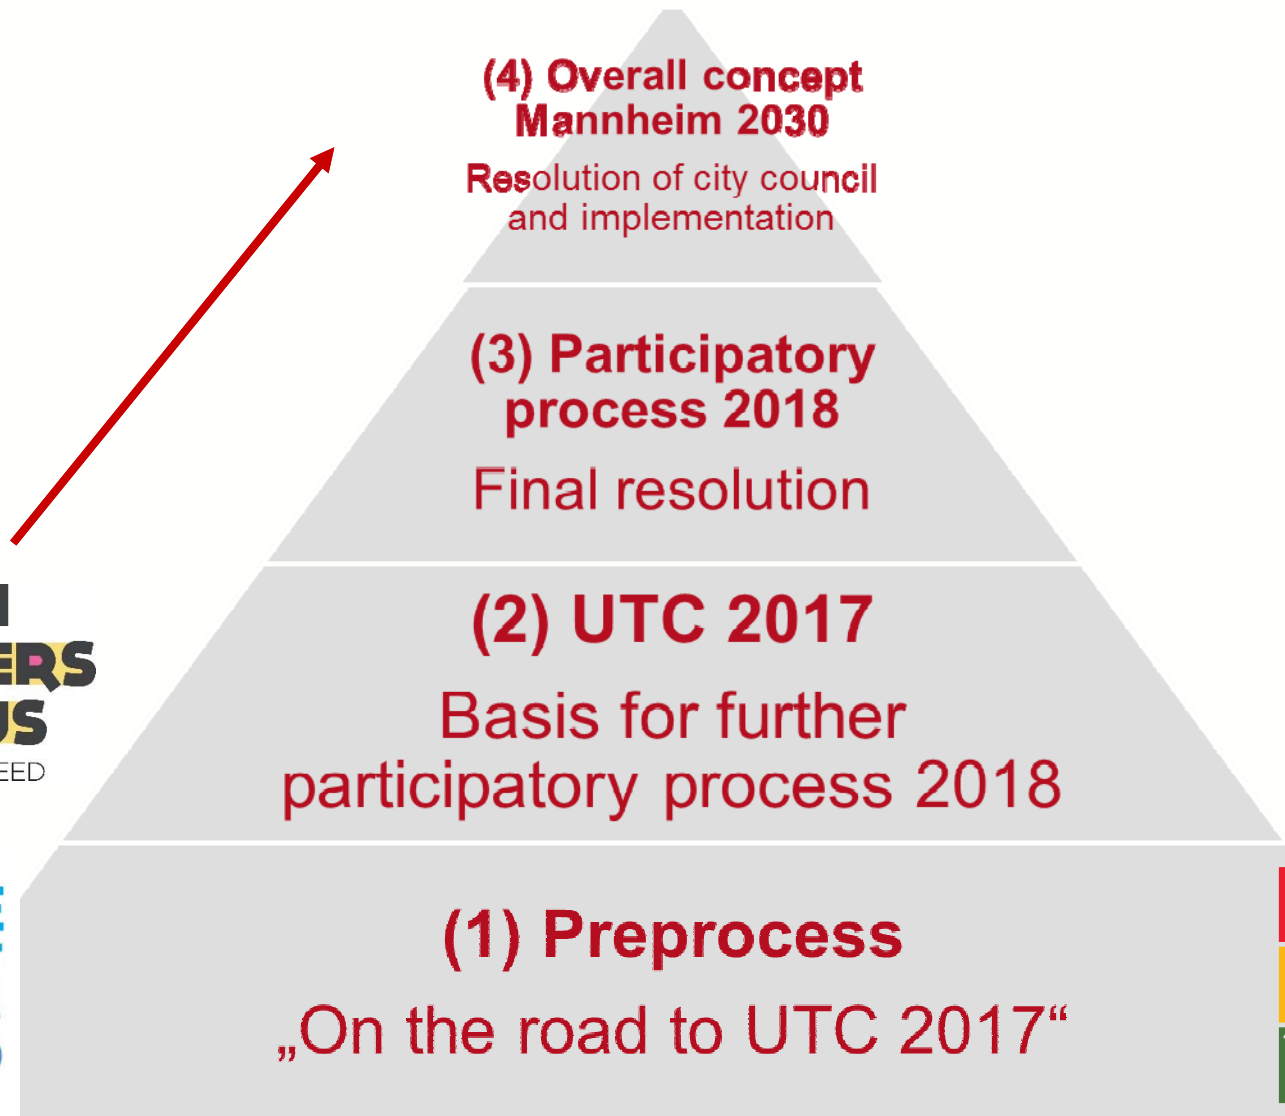 (4) Overall concept
Mannheim 2030
Resolution of city council
and implementation
(3) Participatory
process 2018
Final resolution
(2) UTC 2017
Basis for further
participatory process 2018
(1) Preprocess
„On the road to UTC 2017“